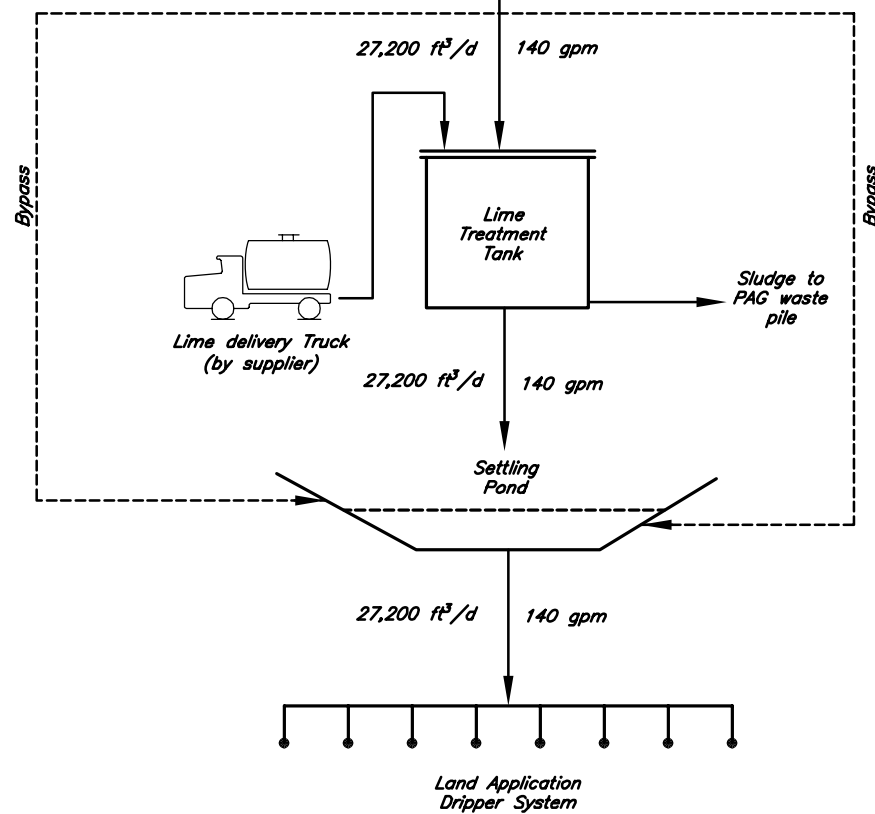 27,200 ft³/d 140 gpm
Bypass
Bypass
Lime
Treatment
Tank
Sludge to
PAG waste
pile
Lime delivery Truck
(by supplier)
27,200 ft³/d 140 gpm
Settling
Pond
27,200 ft³/d 140 gpm
Land Application
Dripper System